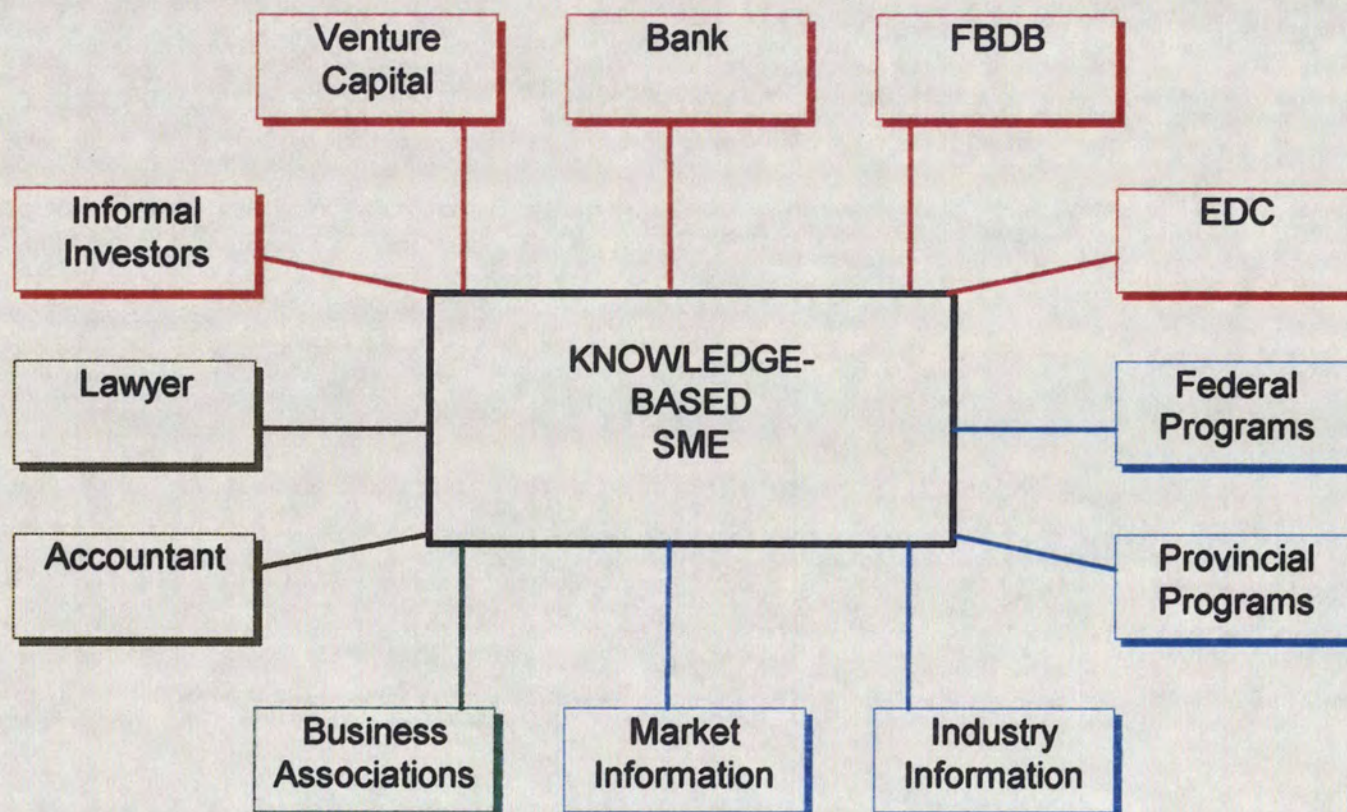 Venture
Capital
Bank
FBDB
Informal
Investors
EDC
Lawyer
KNOWLEDGE-
BASED
SME
Federal
Programs
Accountant
Provincial
Programs
Business
Associations
Market
Information
Industry
Information